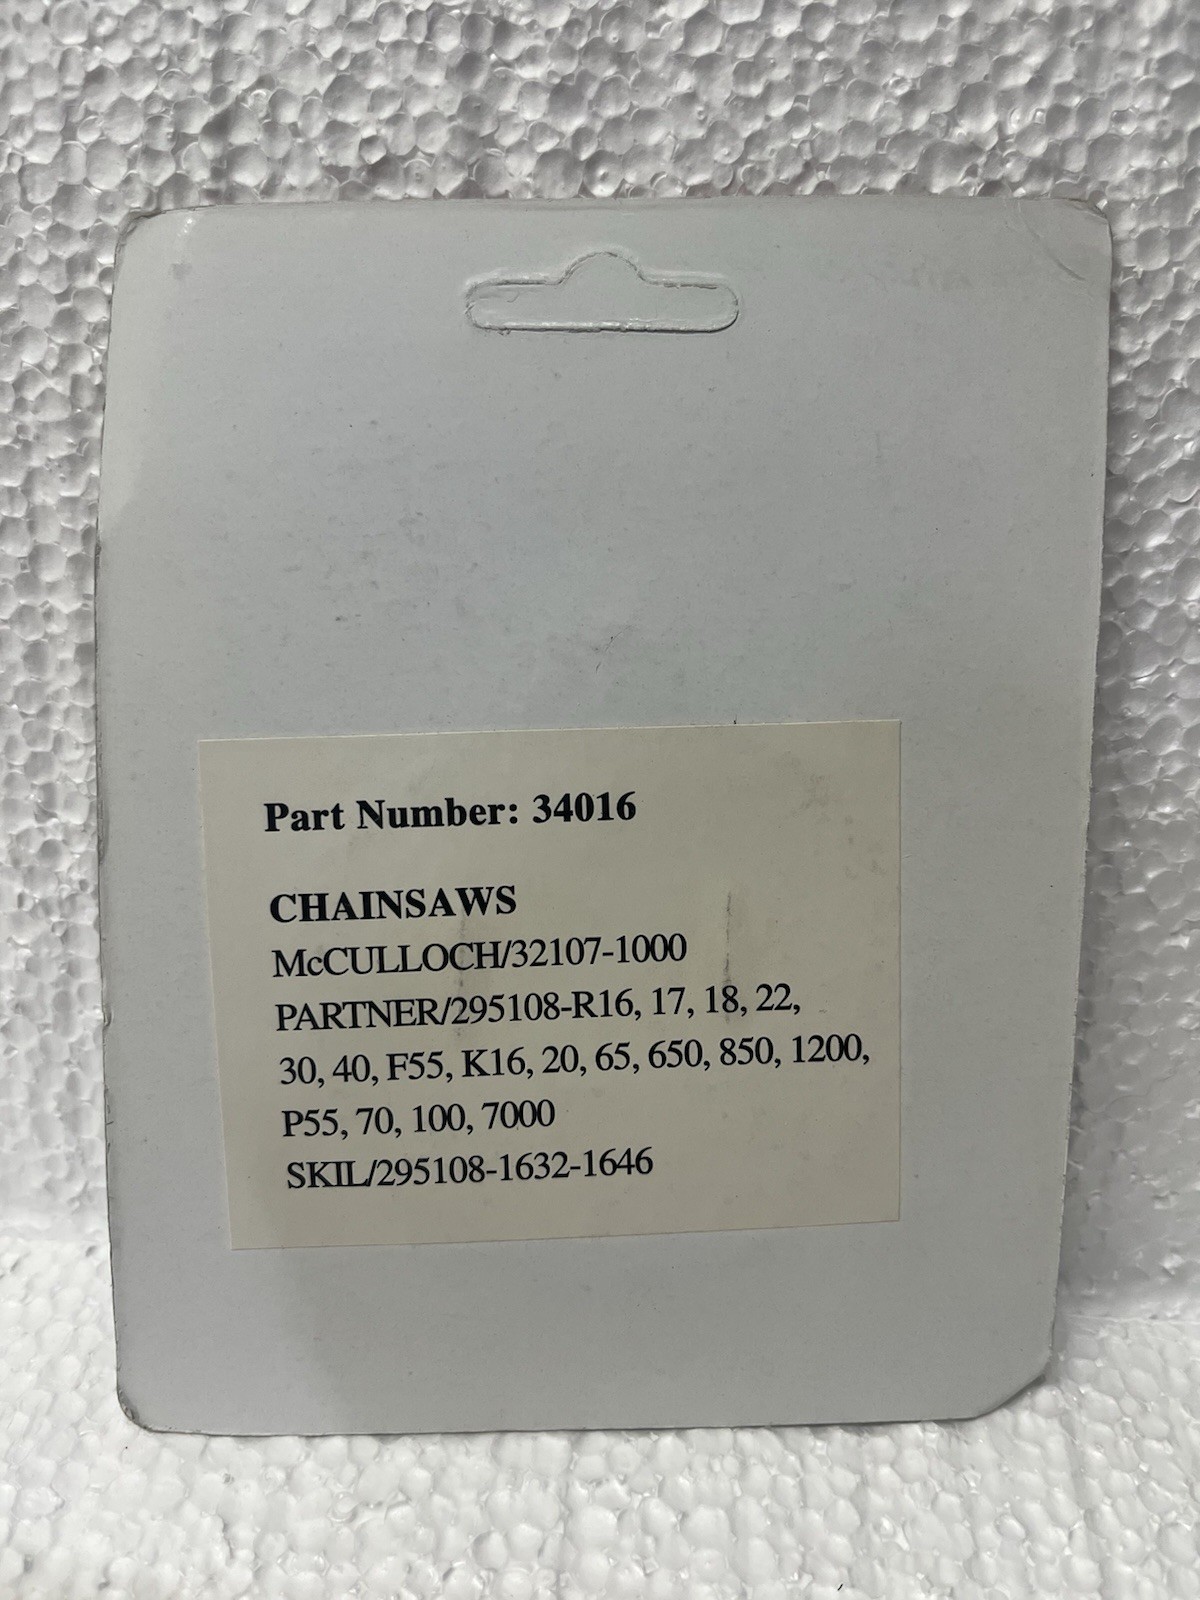 Part Number: 34016
CHAINSAWS
McCULLOCH/32107-1000
PARTNER/295108-R16, 17, 18, 22,
30, 40, F55, K16, 20, 65, 650, 850, 1200,
P55, 70, 100, 7000
SKIL/295108-1632-1646